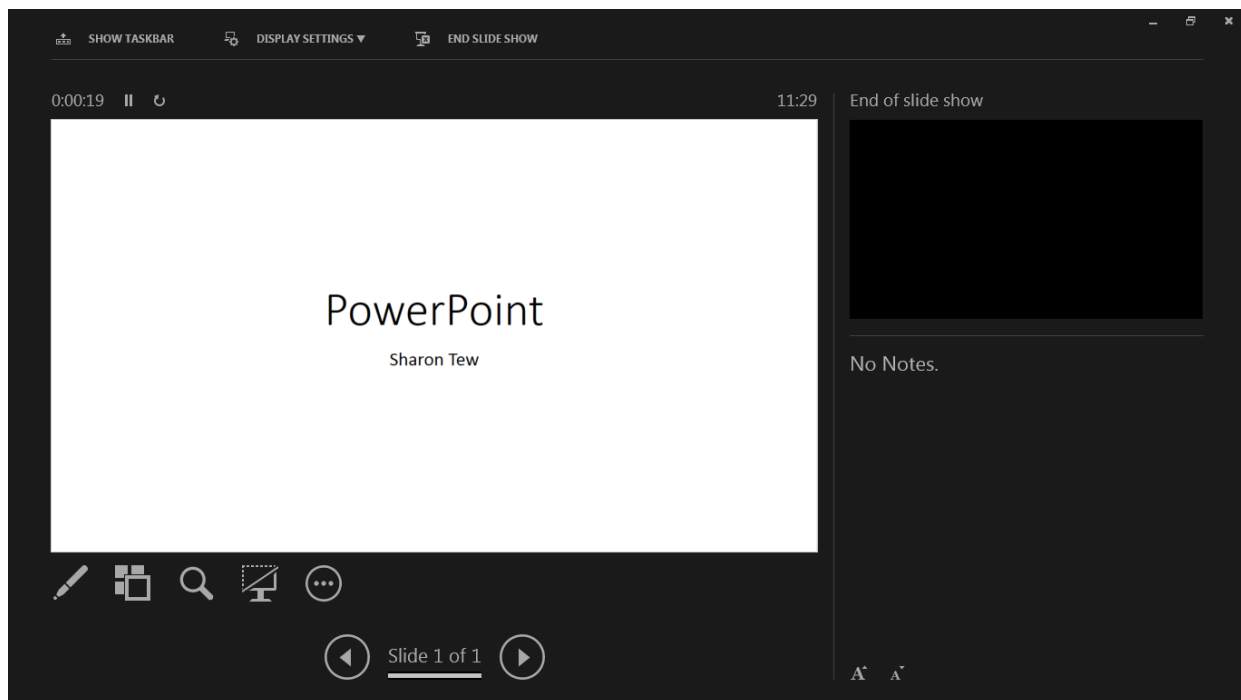 SHOW TASKBAR DISPLAY SETTINGS ▼ END SLIDE SHOW
0:00:19 11:29
End of slide show
PowerPoint
Sharon Tew
No Notes.
Slide 1 of 1
A A